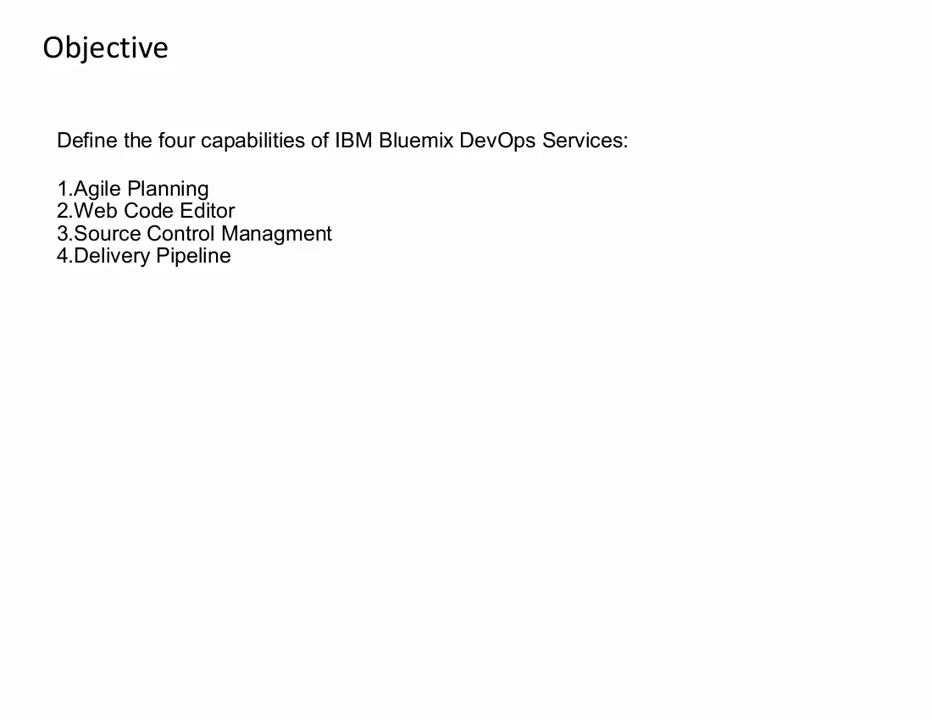 Objective
Define the four capabilities of IBM Bluemix DevOps Services:
1.Agile Planning
2.Web Code Editor
3.Source Control Managment
4.Delivery Pipeline